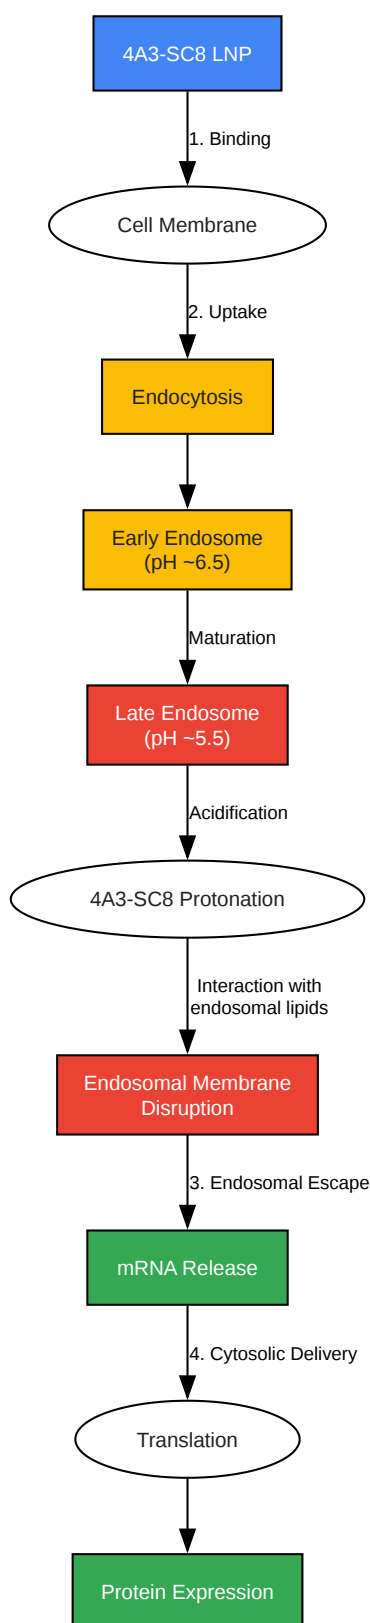 4A3-SC8 LNP
1. Binding
Cell Membrane
2. Uptake
Endocytosis
Early Endosome
(pH ~6.5)
Maturation
Late Endosome
(pH ~5.5)
Acidification
4A3-SC8 Protonation
Interaction with
endosomal lipids
Endosomal Membrane
Disruption
3. Endosomal Escape
mRNA Release
4. Cytosolic Delivery
Translation
Protein Expression